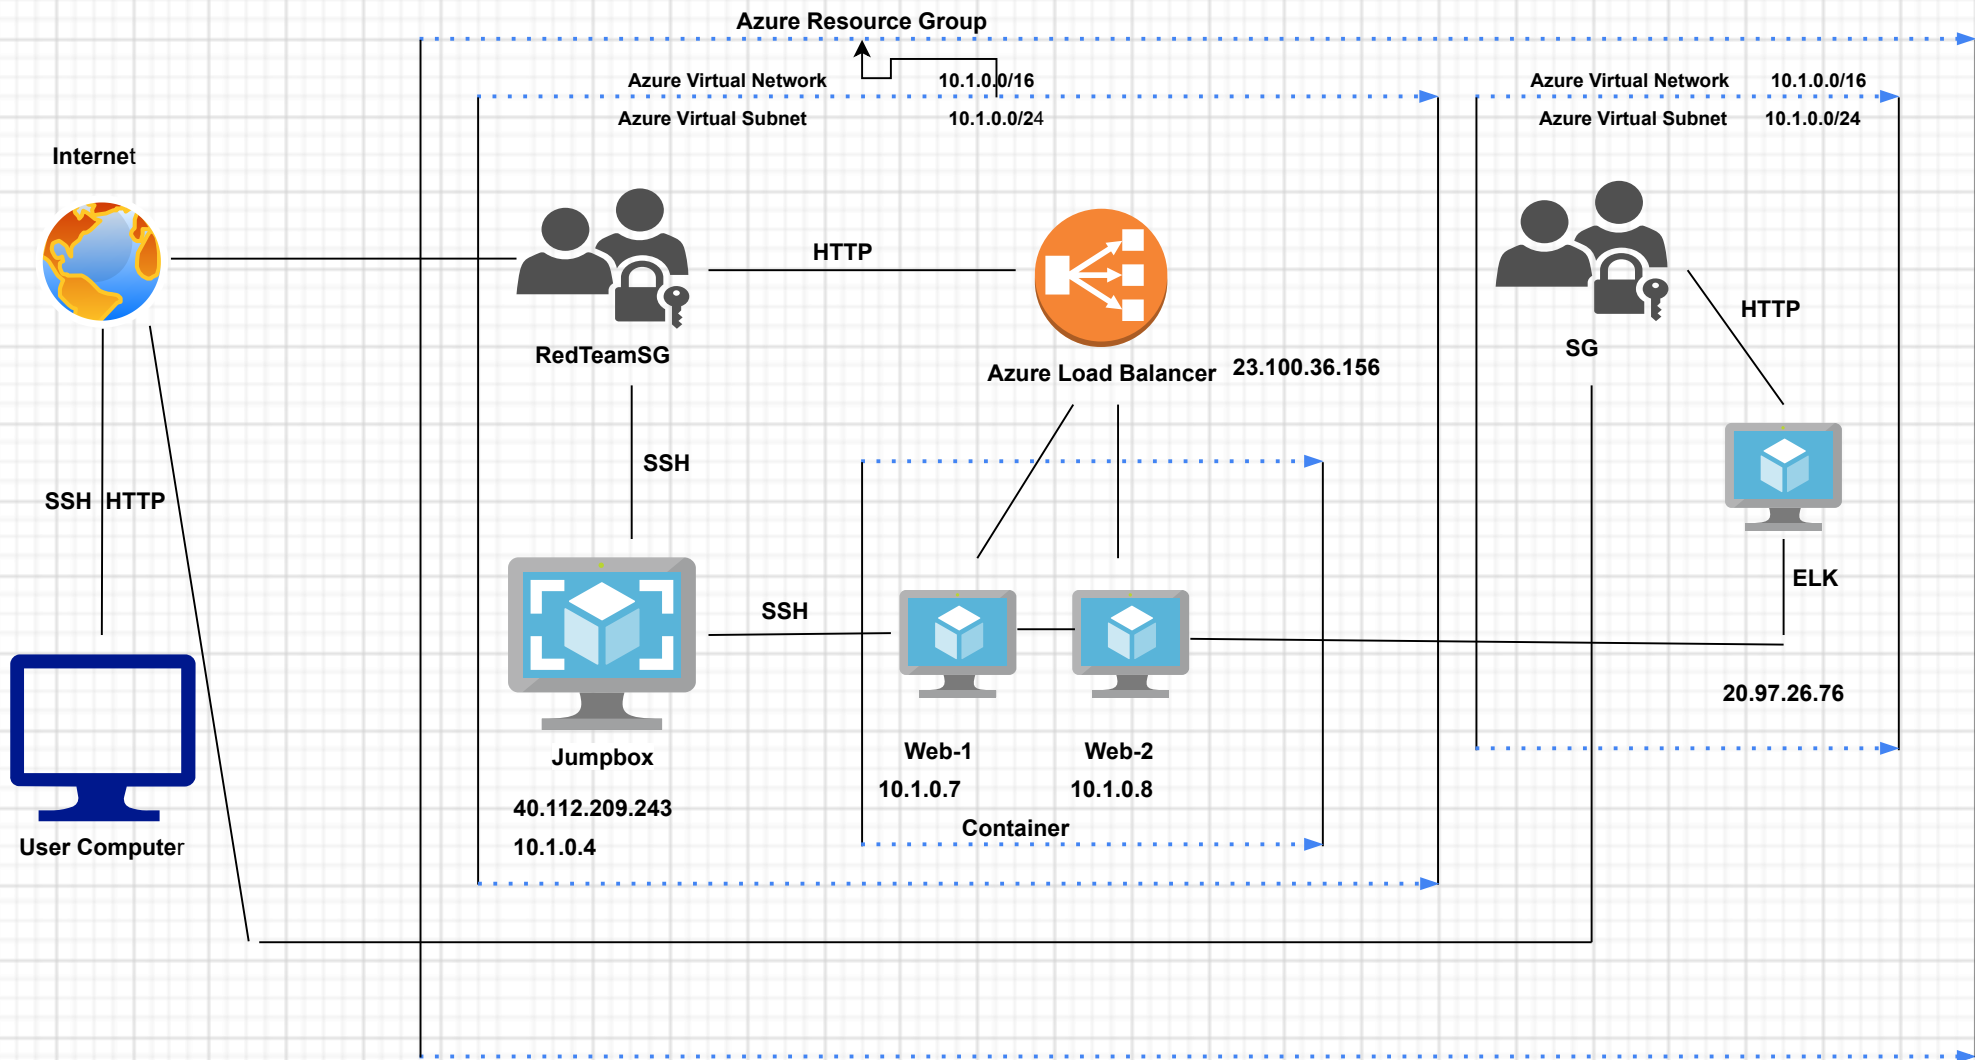 Azure Resource Group
Azure Virtual Network 10.1.0.0/16
Azure Virtual Subnet 10.1.0.0/24
Azure Virtual Network 10.1.0.0/16
Azure Virtual Subnet 10.1.0.0/24
Internet
HTTP
RedTeamSG
Azure Load Balancer 23.100.36.156
SG
HTTP
SSH HTTP
SSH
SSH
ELK
20.97.26.76
Jumpbox
40.112.209.243
10.1.0.4
Web-1
10.1.0.7
Web-2
10.1.0.8
Container
User Computer